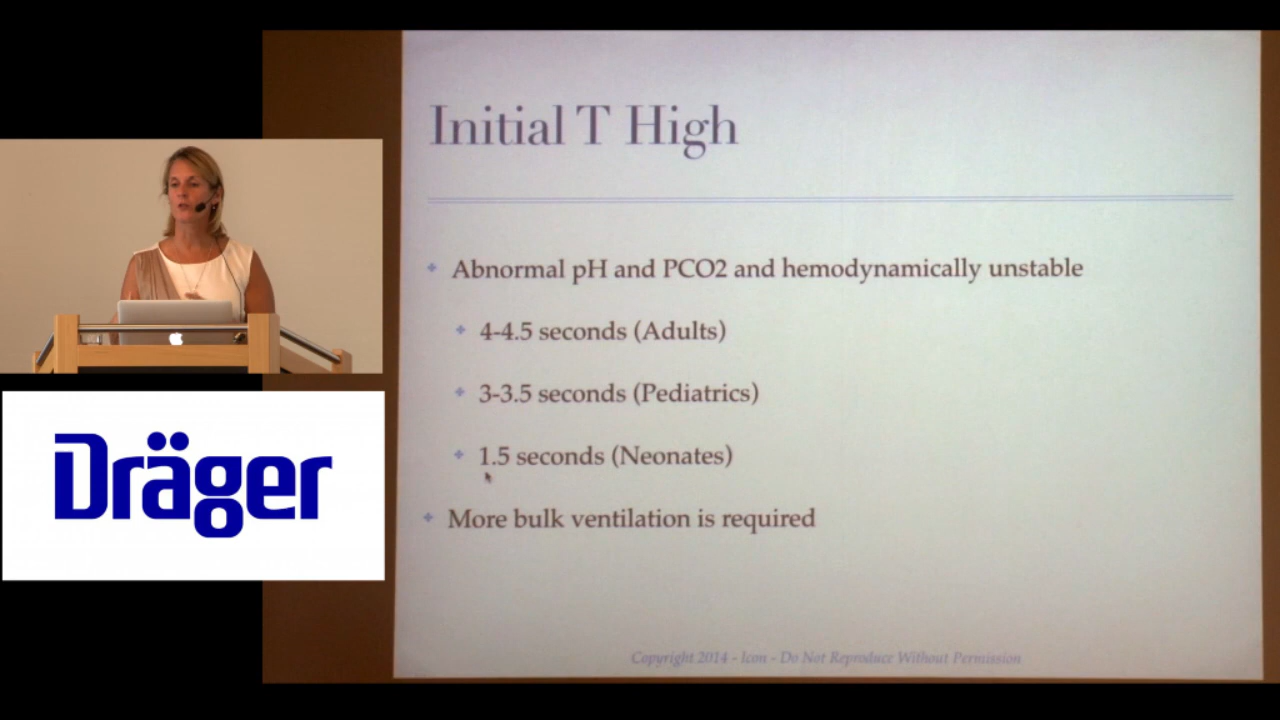 Initial T High
Abnormal pH and PCO2 and hemodynamically unstable
4-4.5 seconds (Adults)
3-3.5 seconds (Pediatrics)
1.5 seconds (Neonates)
More bulk ventilation is required
Copyright 2014 - Icon - Do Not Reproduce Without Permission
Dräger